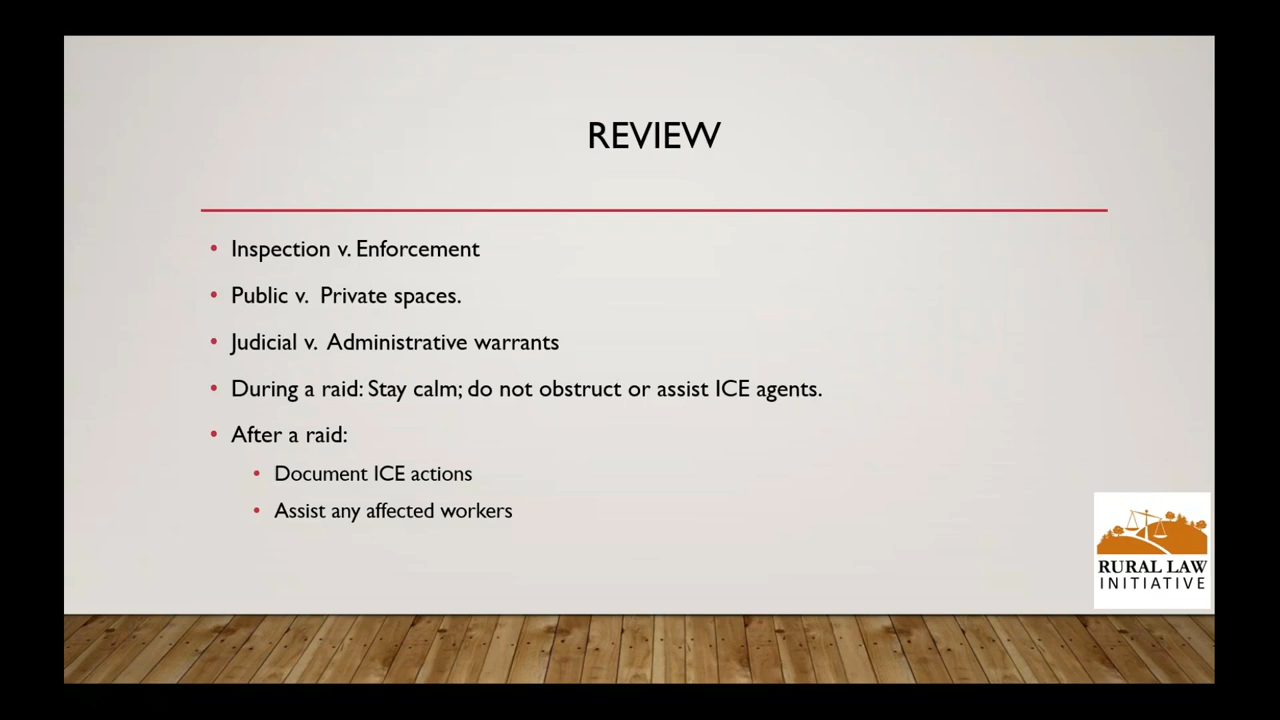 REVIEW
• Inspection v. Enforcement
• Public v. Private spaces.
• Judicial v. Administrative warrants
• During a raid: Stay calm; do not obstruct or assist ICE agents.
• After a raid:
• Document ICE actions
• Assist any affected workers
RURAL LAW
INITIATIVE